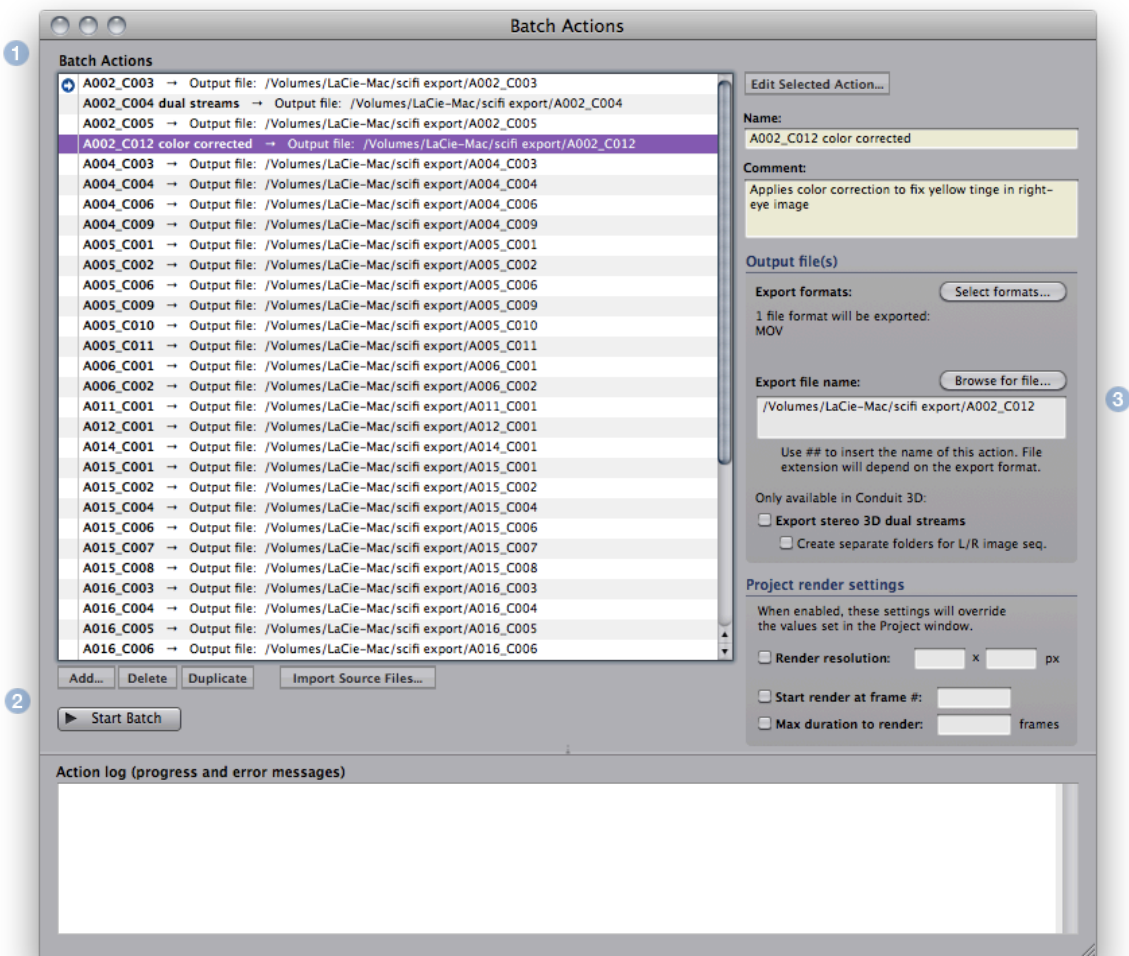 Batch Actions
1
Batch Actions
A002_C003 → Output file: /Volumes/LaCie-Mac/scifi export/A002_C003
A002_C004 dual streams → Output file: /Volumes/LaCie-Mac/scifi export/A002_C004
A002_C005 → Output file: /Volumes/LaCie-Mac/scifi export/A002_C005
A002_C012 color corrected → Output file: /Volumes/LaCie-Mac/scifi export/A002_C012
A004_C003 → Output file: /Volumes/LaCie-Mac/scifi export/A004_C003
A004_C004 → Output file: /Volumes/LaCie-Mac/scifi export/A004_C004
A004_C006 → Output file: /Volumes/LaCie-Mac/scifi export/A004_C006
A004_C009 → Output file: /Volumes/LaCie-Mac/scifi export/A004_C009
A005_C001 → Output file: /Volumes/LaCie-Mac/scifi export/A005_C001
A005_C002 → Output file: /Volumes/LaCie-Mac/scifi export/A005_C002
A005_C006 → Output file: /Volumes/LaCie-Mac/scifi export/A005_C006
A005_C009 → Output file: /Volumes/LaCie-Mac/scifi export/A005_C009
A005_C010 → Output file: /Volumes/LaCie-Mac/scifi export/A005_C010
A005_C011 → Output file: /Volumes/LaCie-Mac/scifi export/A005_C011
A006_C001 → Output file: /Volumes/LaCie-Mac/scifi export/A006_C001
A006_C002 → Output file: /Volumes/LaCie-Mac/scifi export/A006_C002
A011_C001 → Output file: /Volumes/LaCie-Mac/scifi export/A011_C001
A012_C001 → Output file: /Volumes/LaCie-Mac/scifi export/A012_C001
A014_C001 → Output file: /Volumes/LaCie-Mac/scifi export/A014_C001
A015_C001 → Output file: /Volumes/LaCie-Mac/scifi export/A015_C001
A015_C002 → Output file: /Volumes/LaCie-Mac/scifi export/A015_C002
A015_C004 → Output file: /Volumes/LaCie-Mac/scifi export/A015_C004
A015_C006 → Output file: /Volumes/LaCie-Mac/scifi export/A015_C006
A015_C007 → Output file: /Volumes/LaCie-Mac/scifi export/A015_C007
A015_C008 → Output file: /Volumes/LaCie-Mac/scifi export/A015_C008
A016_C003 → Output file: /Volumes/LaCie-Mac/scifi export/A016_C003
A016_C004 → Output file: /Volumes/LaCie-Mac/scifi export/A016_C004
A016_C005 → Output file: /Volumes/LaCie-Mac/scifi export/A016_C005
A016_C006 → Output file: /Volumes/LaCie-Mac/scifi export/A016_C006
Add... Delete Duplicate Import Source Files...
2
Start Batch
Edit Selected Action...
Name:
A002_C012 color corrected
Comment:
Applies color correction to fix yellow tinge in right-
eye image
Output file(s)
Export formats: Select formats...
1 file format will be exported:
MOV
Export file name: Browse for file...
3
/Volumes/LaCie-Mac/scifi export/A002_C012
Use ## to insert the name of this action. File
extension will depend on the export format.
Only available in Conduit 3D:
Export stereo 3D dual streams
Create separate folders for L/R image seq.
Project render settings
When enabled, these settings will override
the values set in the Project window.
Render resolution: x px
Start render at frame #:
Max duration to render: frames
Action log (progress and error messages)